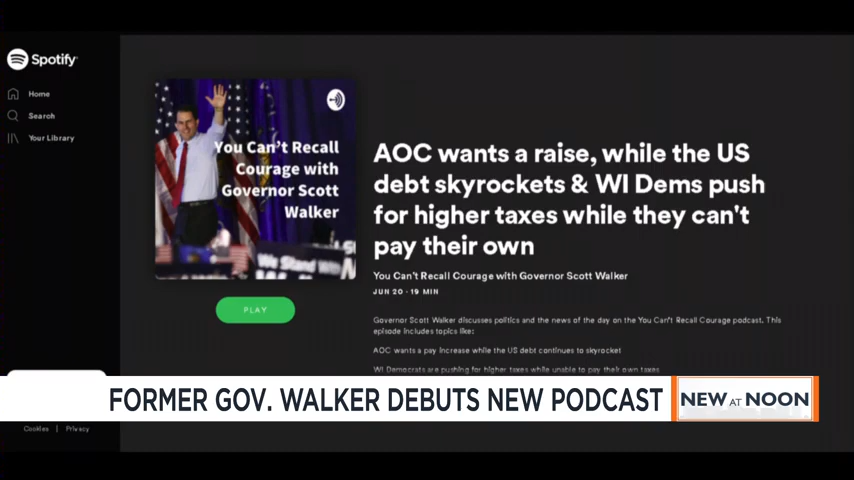 Spotify
Home
Search
Your Library
You Can't Recall
Courage with
Governor Scott
Walker
We Stand With
PLAY
AOC wants a raise, while the US
debt skyrockets & WI Dems push
for higher taxes while they can't
pay their own
You Can't Recall Courage with Governor Scott Walker
JUN 20 · 19 MIN
Governor Scott Walker discusses politics and the news of the day on the You Can't Recall Courage podcast. This
episode includes topics like:
AOC wants a pay increase while the US debt continues to skyrocket
WI Democrats are pushing for higher taxes while unable to pay their own taxes
FORMER GOV. WALKER DEBUTS NEW PODCAST
NEW AT NOON
Cookies | Privacy